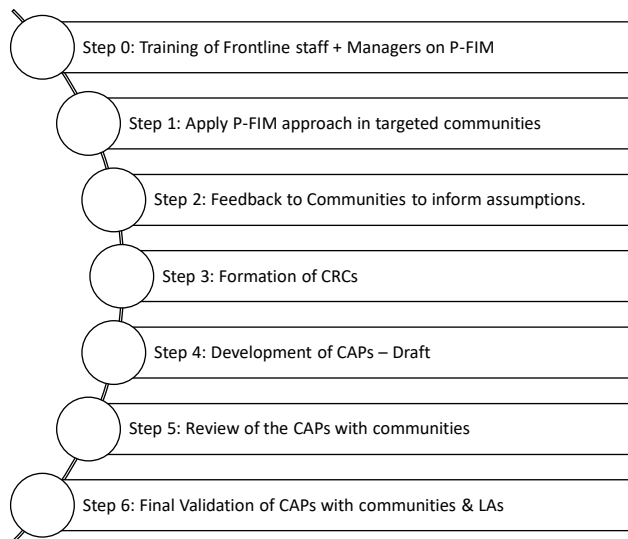 Step 0: Training of Frontline staff + Managers on P-FIM
Step 1: Apply P-FIM approach in targeted communities
Step 2: Feedback to Communities to inform assumptions.
Step 3: Formation of CRCs
Step 4: Development of CAPs – Draft
Step 5: Review of the CAPs with communities
Step 6: Final Validation of CAPs with communities & LAs